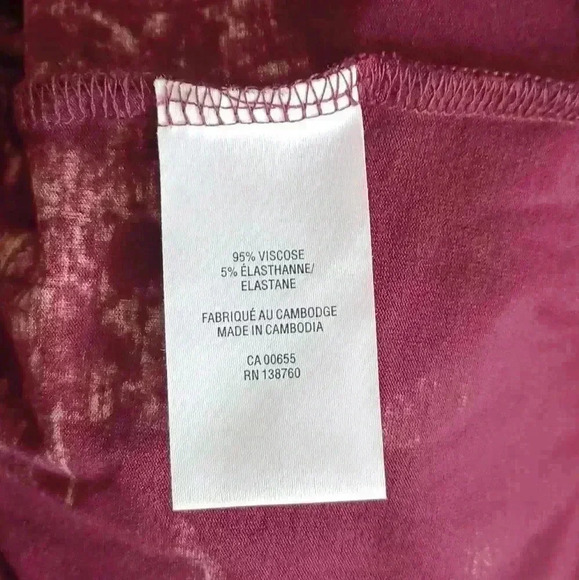 95% VISCOSE
5% ÉLASTHANNE/
ELASTANE
FABRIQUÉ AU CAMBODGE
MADE IN CAMBODIA
CA 00655
RN 138760